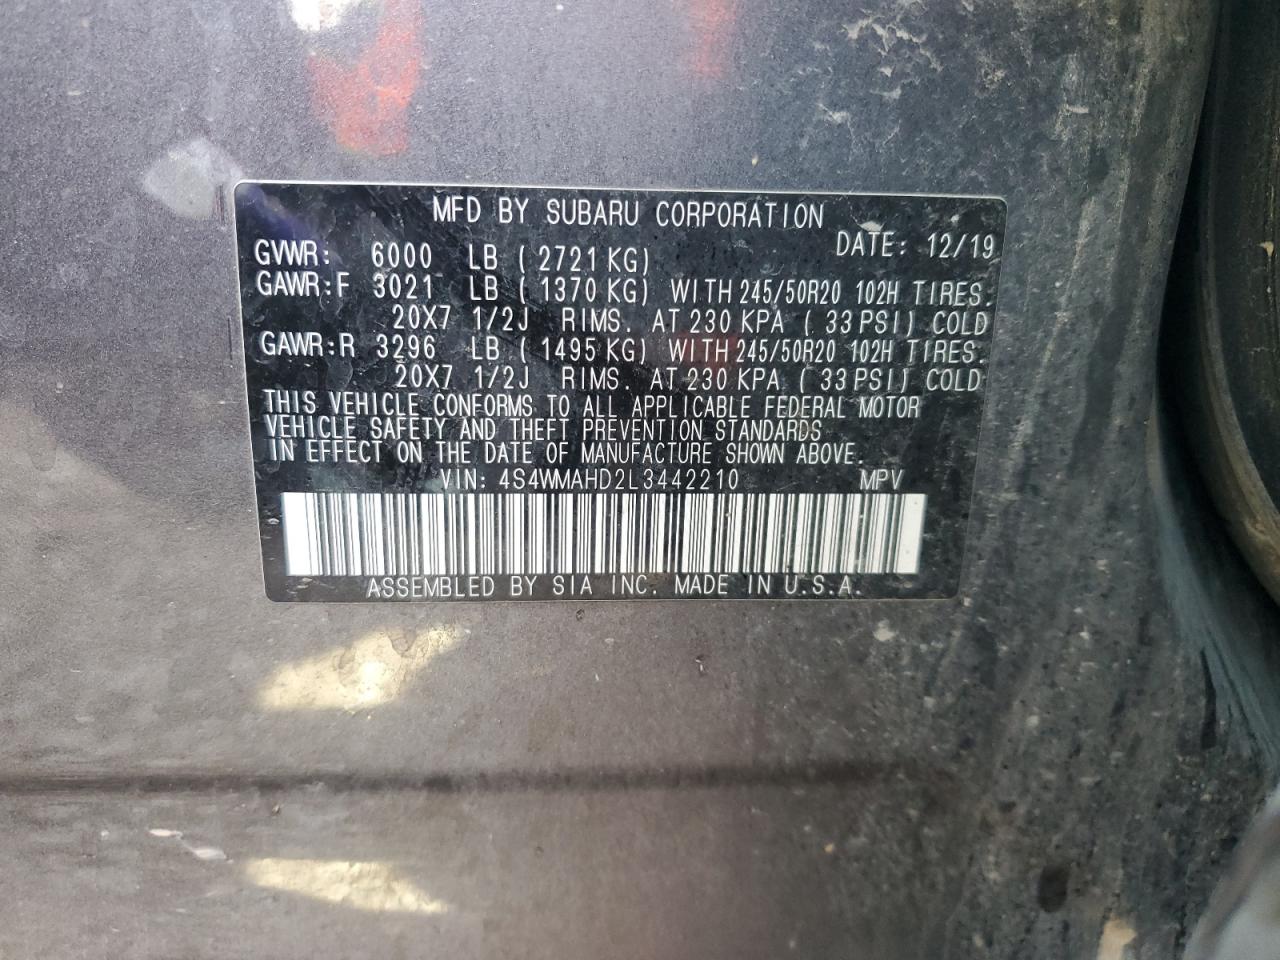 MFD BY SUBARU CORPORATION
DATE: 12/19
GVWR: 6000 LB ( 2721 KG)
GAWR:F 3021 LB ( 1370 KG) WITH 245/50R20 102H TIRES.
20X7 1/2J RIMS. AT 230 KPA ( 33 PSI) COLD
GAWR:R 3296 LB ( 1495 KG) WITH 245/50R20 102H TIRES.
20X7 1/2J RIMS. AT 230 KPA ( 33 PSI) COLD
THIS VEHICLE CONFORMS TO ALL APPLICABLE FEDERAL MOTOR
VEHICLE SAFETY AND THEFT PREVENTION STANDARDS
IN EFFECT ON THE DATE OF MANUFACTURE SHOWN ABOVE.
VIN: 4S4WMAHD2L3442210 MPV
ASSEMBLED BY SIA INC. MADE IN U.S.A.